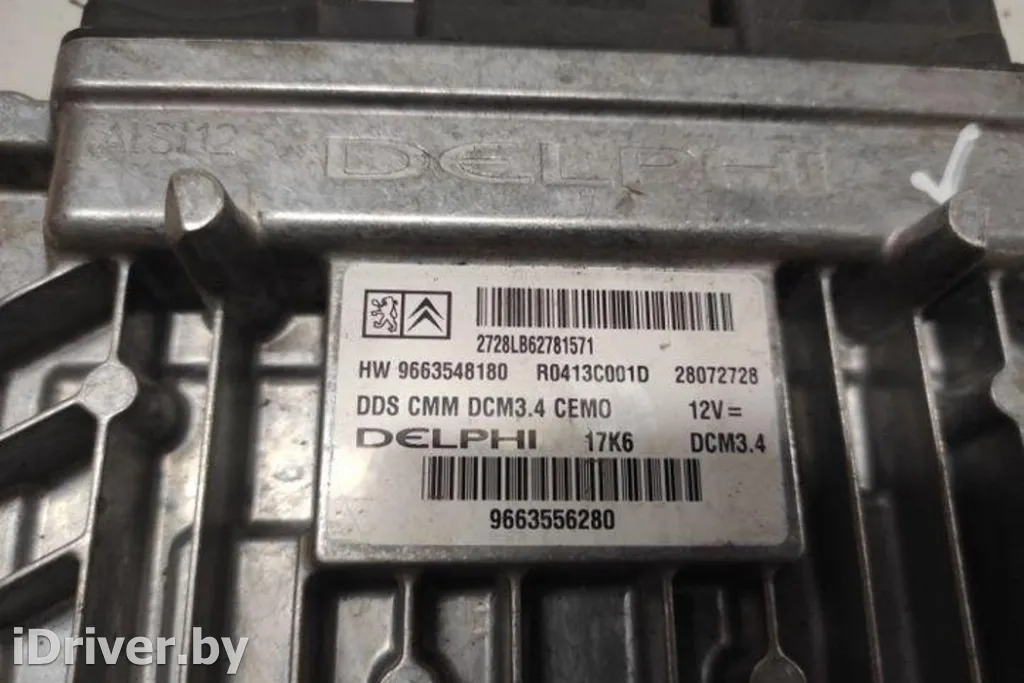 ALSI12
DELPHI
2728LB62781571
HW 9663548180 R0413C001D 28072728
DDS CMM DCM3.4 CEMO 12V =
DELPHI 17K6 DCM3.4
9663556280
iDriver.by